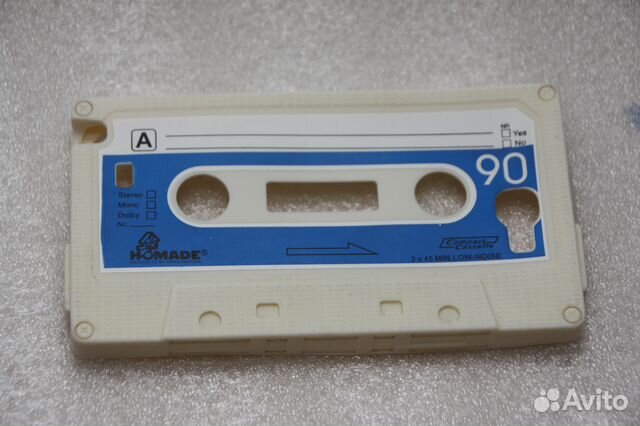 A
NR
Yes
No
90
Stereo
Mono
Dolby
Nr.
HOMADE®
Compact Cassette
2 x 45 MIN. LOW-NOISE
Avito